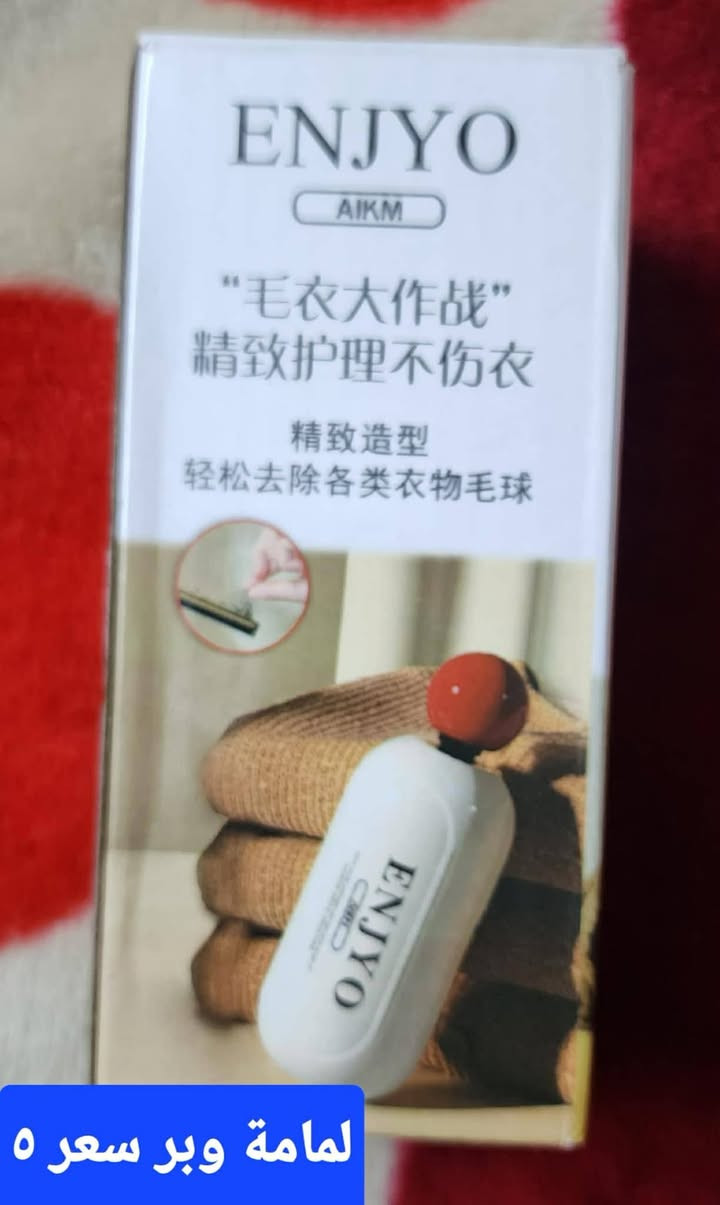 ENJYO
AIKM
“毛衣大作战”
精致护理不伤衣
精致造型
轻松去除各类衣物毛球
ENJYO
لمامة وبر سعر ٥